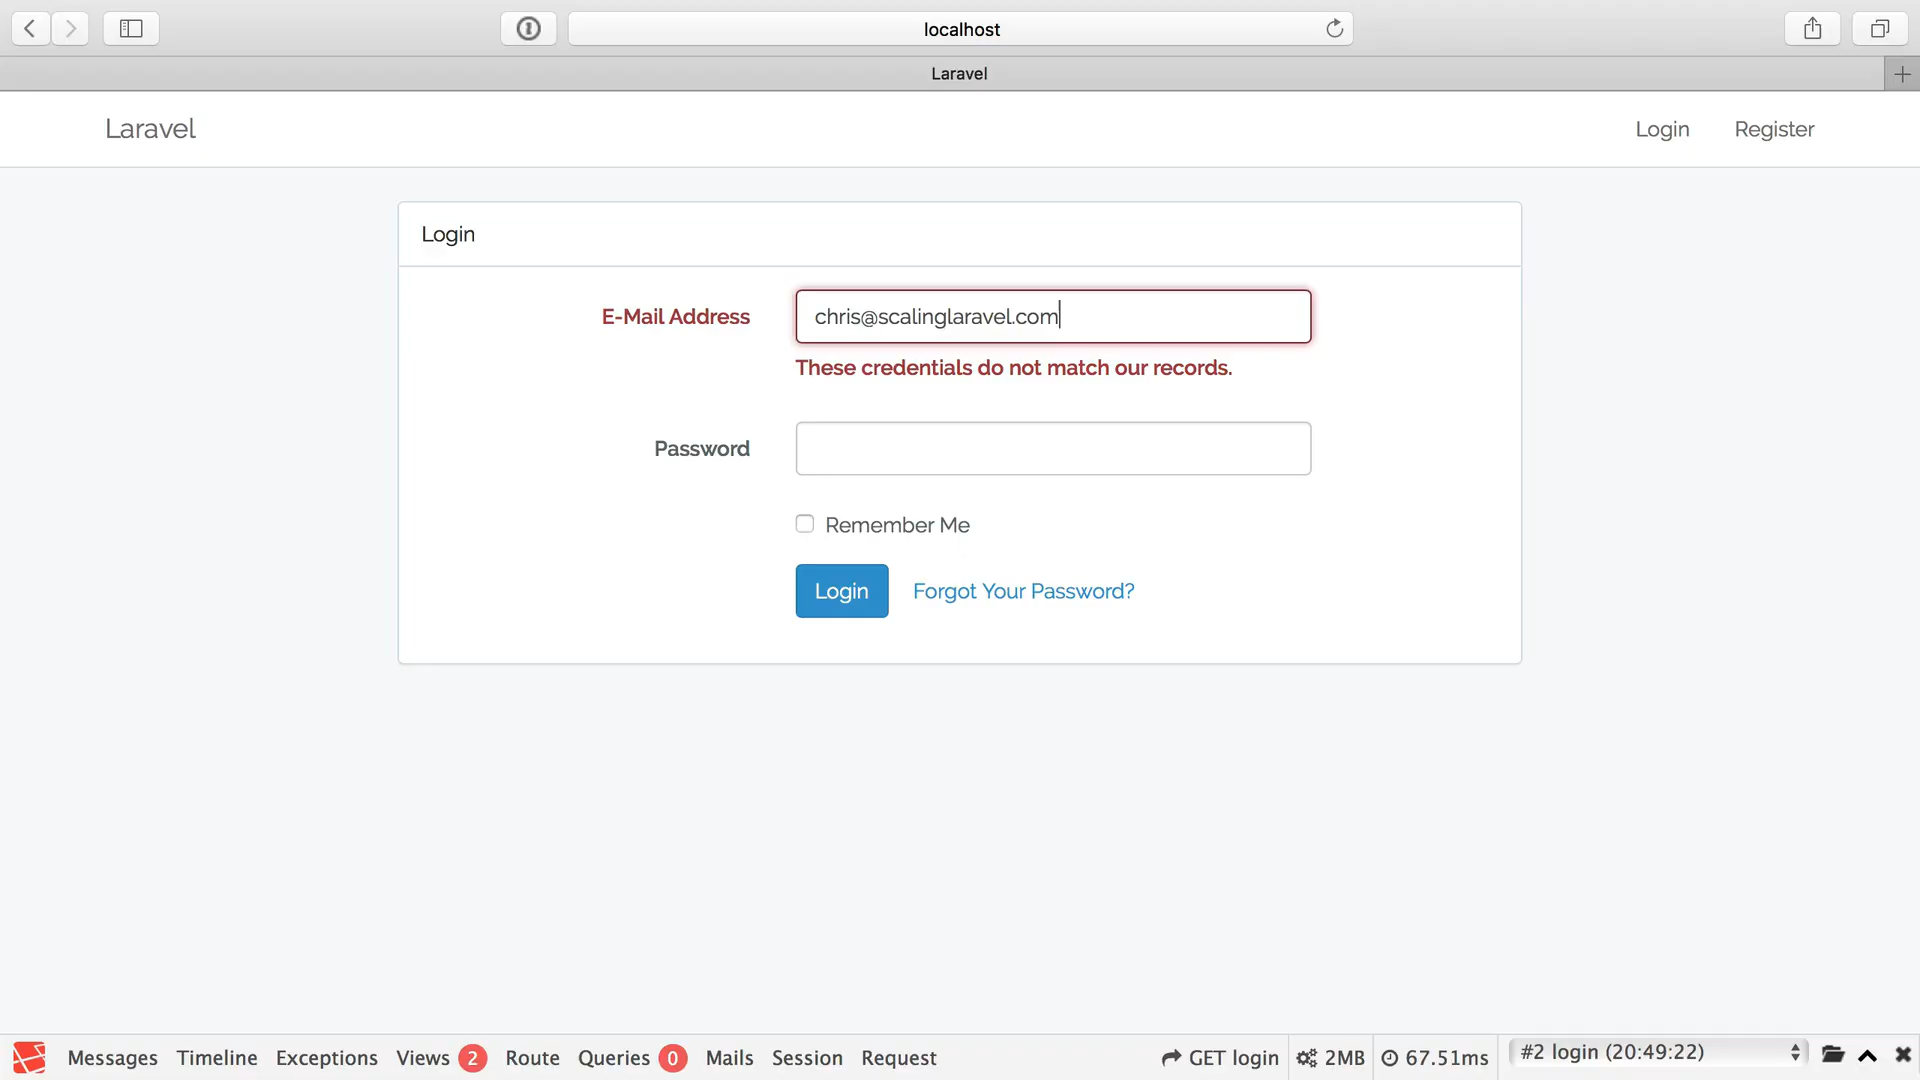 localhost
Laravel
Laravel
Login Register
Login
E-Mail Address chris@scalinglaravel.com
These credentials do not match our records.
Password
Remember Me
Login Forgot Your Password?
Messages Timeline Exceptions Views 2 Route Queries 0 Mails Session Request GET login 2MB 67.51ms #2 login (20:49:22)